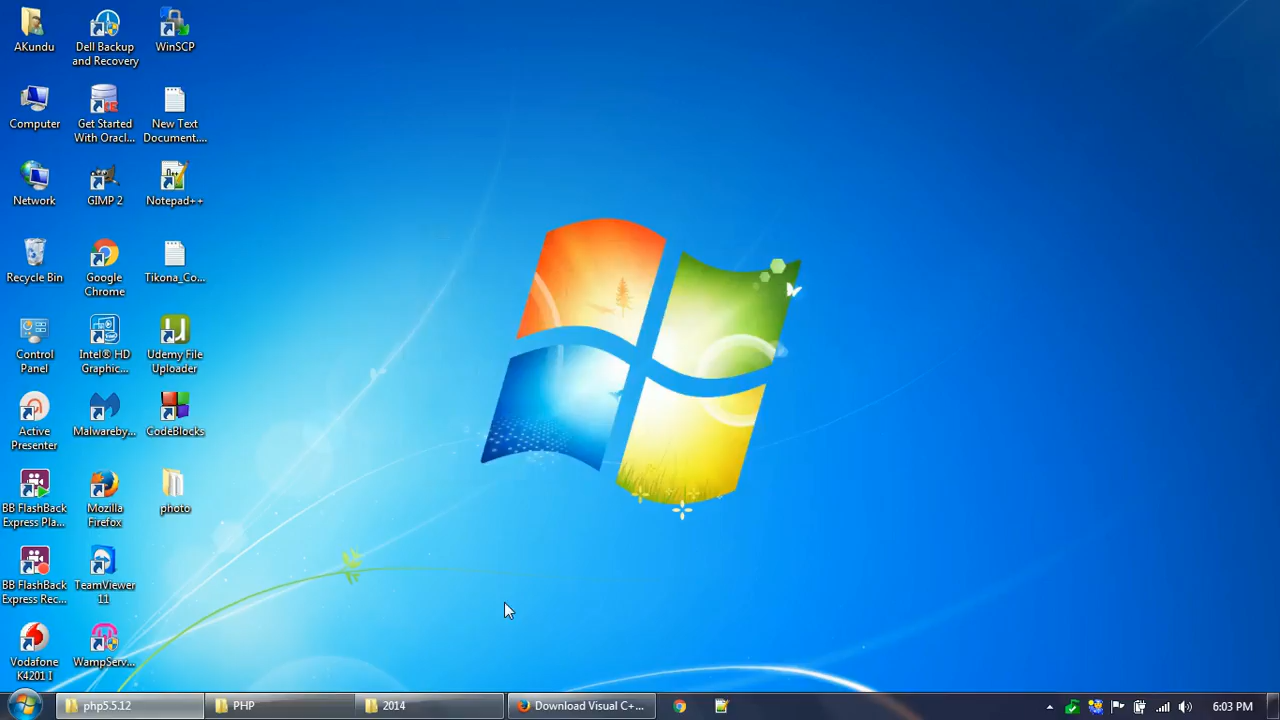 AKundu
Dell Backup
and Recovery
WinSCP
Computer
Get Started
With Oracl...
New Text
Document....
Network
GIMP 2
Notepad++
Recycle Bin
Google
Chrome
Tikona_Co...
Control
Panel
Intel® HD
Graphic...
Udemy File
Uploader
Active
Presenter
Malwareby...
CodeBlocks
BB FlashBack
Express Pla...
Mozilla
Firefox
photo
BB FlashBack
Express Rec...
TeamViewer
11
Vodafone
K4201 I
WampServ...
php5.5.12
PHP
2014
Download Visual C+...
6:03 PM